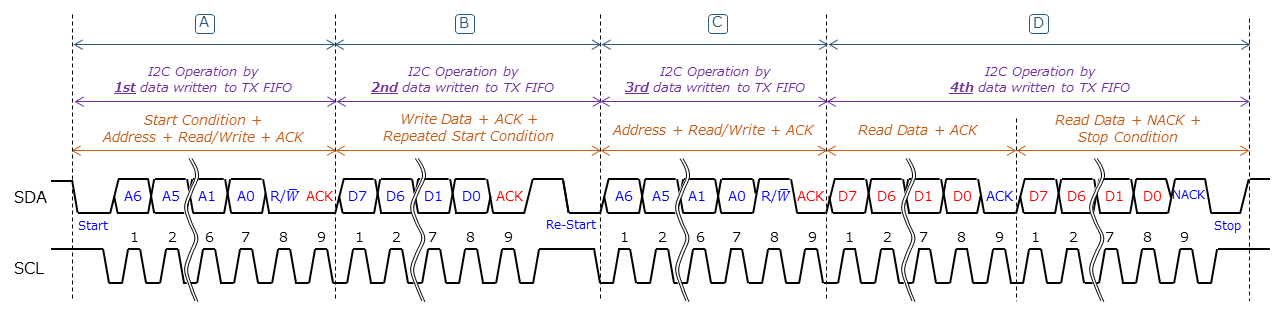 A B C D
I2C Operation by I2C Operation by I2C Operation by I2C Operation by
1st data written to TX FIFO 2nd data written to TX FIFO 3rd data written to TX FIFO 4th data written to TX FIFO
Start Condition + Write Data + ACK + Address + Read/Write + ACK Read Data + ACK Read Data + NACK +
Address + Read/Write + ACK Repeated Start Condition Stop Condition
SDA A6 A5 A1 A0 R/W̅ ACK D7 D6 D1 D0 ACK A6 A5 A1 A0 R/W̅ ACK D7 D6 D1 D0 ACK D7 D6 D1 D0 NACK
Start Re-Start Stop
1 2 6 7 8 9 1 2 7 8 9 1 2 6 7 8 9 1 2 7 8 9 1 2 7 8 9
SCL